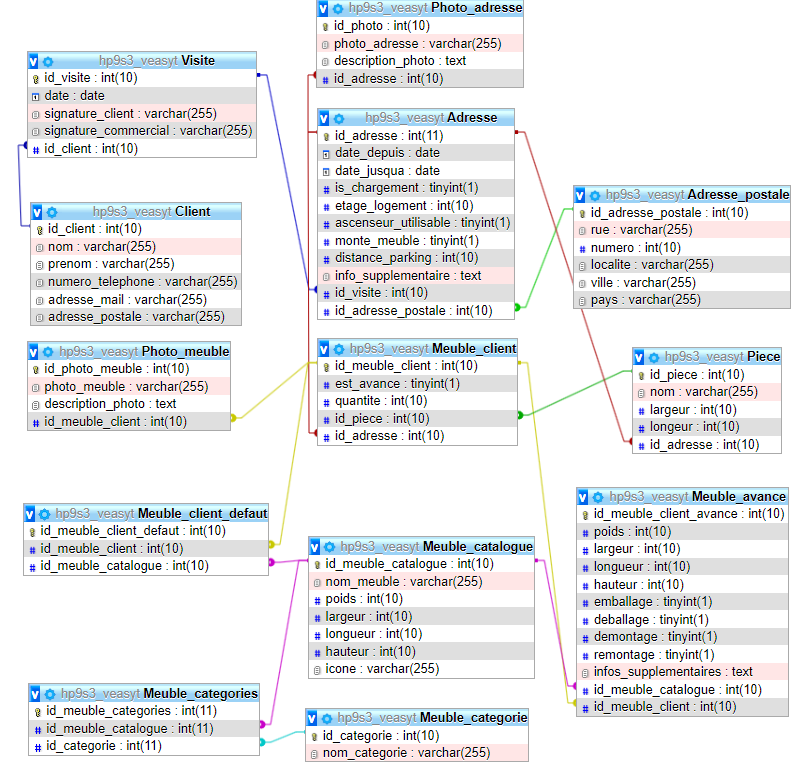 hp9s3_veasyt Photo_adresse
id_photo : int(10)
photo_adresse : varchar(255)
description_photo : text
id_adresse : int(10)
hp9s3_veasyt Visite
id_visite : int(10)
date : date
signature_client : varchar(255)
signature_commercial : varchar(255)
id_client : int(10)
hp9s3_veasyt Adresse
id_adresse : int(11)
date_depuis : date
date_jusqua : date
is_chargement : tinyint(1)
etage_logement : int(10)
ascenseur_utilisable : tinyint(1)
monte_meuble : tinyint(1)
distance_parking : int(10)
info_supplementaire : text
id_visite : int(10)
id_adresse_postale : int(10)
hp9s3_veasyt Adresse_postale
id_adresse_postale : int(10)
rue : varchar(255)
numero : int(10)
localite : varchar(255)
ville : varchar(255)
pays : varchar(255)
hp9s3_veasyt Client
id_client : int(10)
nom : varchar(255)
prenom : varchar(255)
numero_telephone : varchar(255)
adresse_mail : varchar(255)
adresse_postale : varchar(255)
hp9s3_veasyt Photo_meuble
id_photo_meuble : int(10)
photo_meuble : varchar(255)
description_photo : text
id_meuble_client : int(10)
hp9s3_veasyt Meuble_client
id_meuble_client : int(10)
est_avance : tinyint(1)
quantite : int(10)
id_piece : int(10)
id_adresse : int(10)
hp9s3_veasyt Piece
id_piece : int(10)
nom : varchar(255)
largeur : int(10)
longeur : int(10)
id_adresse : int(10)
hp9s3_veasyt Meuble_client_defaut
id_meuble_client_defaut : int(10)
id_meuble_client : int(10)
id_meuble_catalogue : int(10)
hp9s3_veasyt Meuble_catalogue
id_meuble_catalogue : int(10)
nom_meuble : varchar(255)
poids : int(10)
largeur : int(10)
longueur : int(10)
hauteur : int(10)
icone : varchar(255)
hp9s3_veasyt Meuble_avance
id_meuble_client_avance : int(10)
poids : int(10)
largeur : int(10)
longueur : int(10)
hauteur : int(10)
emballage : tinyint(1)
deballage : tinyint(1)
demontage : tinyint(1)
remontage : tinyint(1)
infos_supplementaires : text
id_meuble_catalogue : int(10)
id_meuble_client : int(10)
hp9s3_veasyt Meuble_categories
id_meuble_categories : int(11)
id_meuble_catalogue : int(11)
id_categorie : int(11)
hp9s3_veasyt Meuble_categorie
id_categorie : int(10)
nom_categorie : varchar(255)